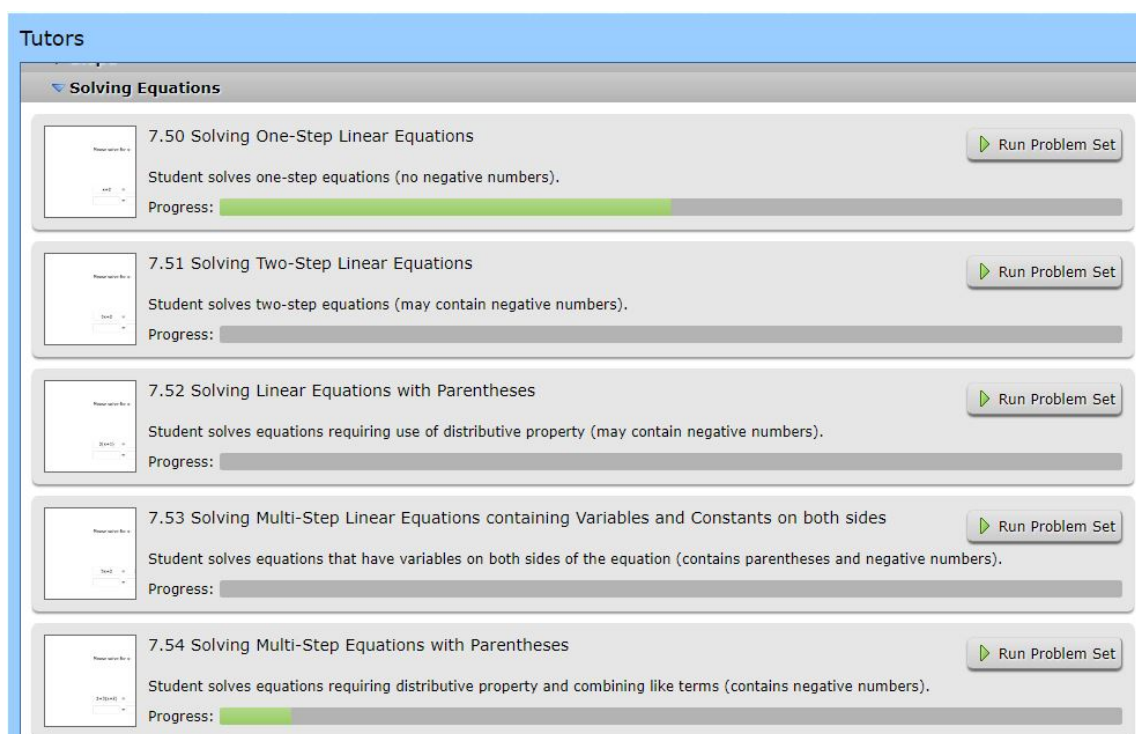 Tutors
Solving Equations
7.50 Solving One-Step Linear Equations
Run Problem Set
Student solves one-step equations (no negative numbers).
Progress:
7.51 Solving Two-Step Linear Equations
Run Problem Set
Student solves two-step equations (may contain negative numbers).
Progress:
7.52 Solving Linear Equations with Parentheses
Run Problem Set
Student solves equations requiring use of distributive property (may contain negative numbers).
Progress:
7.53 Solving Multi-Step Linear Equations containing Variables and Constants on both sides
Run Problem Set
Student solves equations that have variables on both sides of the equation (contains parentheses and negative numbers).
Progress:
7.54 Solving Multi-Step Equations with Parentheses
Run Problem Set
Student solves equations requiring distributive property and combining like terms (contains negative numbers).
Progress: